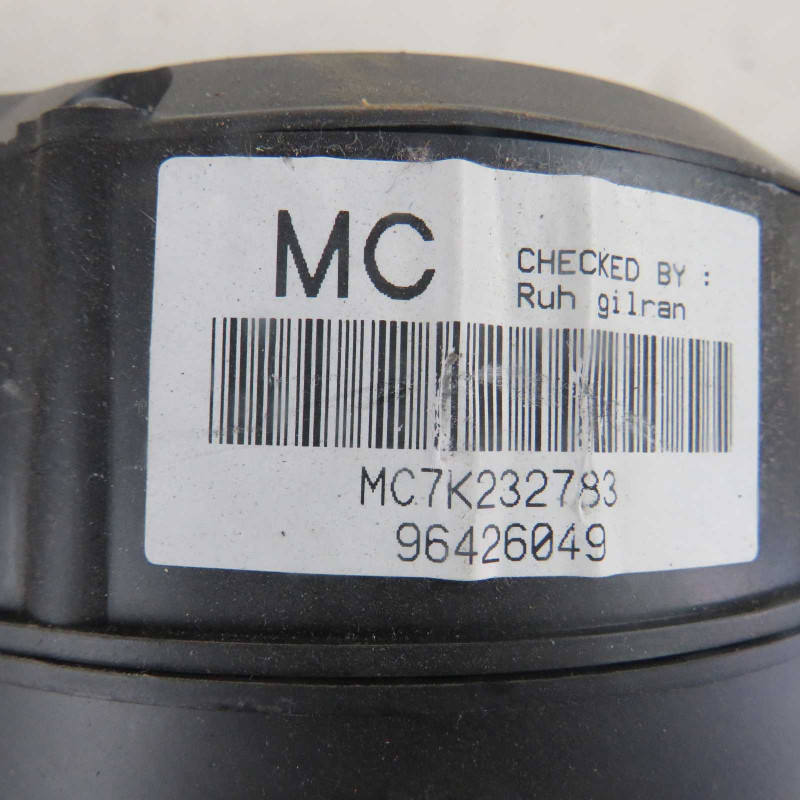 MC
CHECKED BY :
Ruh gilran
MC7K232783
96426049